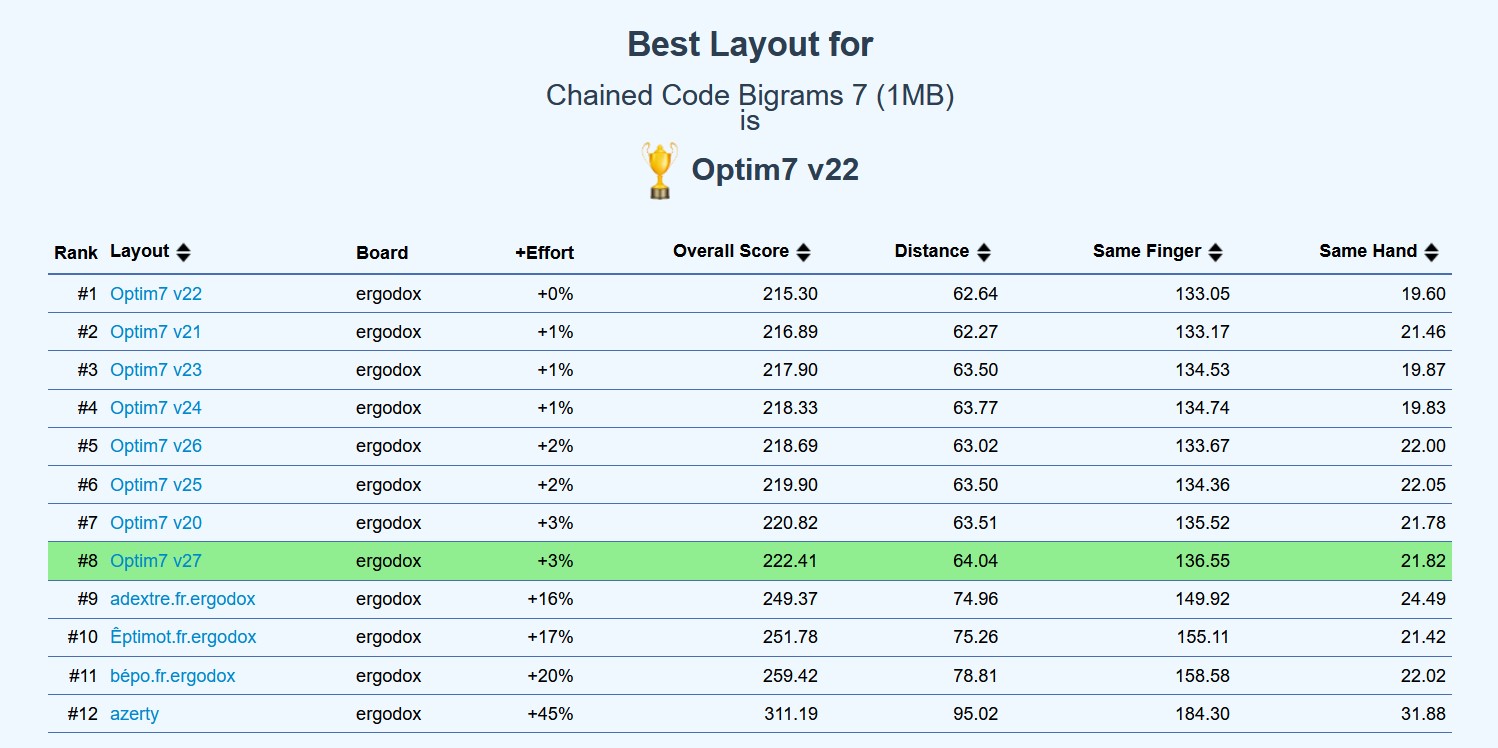 Best Layout for
Chained Code Bigrams 7 (1MB)
is
Optim7 v22
Rank Layout Board +Effort Overall Score Distance Same Finger Same Hand
#1 Optim7 v22 ergodox +0% 215.30 62.64 133.05 19.60
#2 Optim7 v21 ergodox +1% 216.89 62.27 133.17 21.46
#3 Optim7 v23 ergodox +1% 217.90 63.50 134.53 19.87
#4 Optim7 v24 ergodox +1% 218.33 63.77 134.74 19.83
#5 Optim7 v26 ergodox +2% 218.69 63.02 133.67 22.00
#6 Optim7 v25 ergodox +2% 219.90 63.50 134.36 22.05
#7 Optim7 v20 ergodox +3% 220.82 63.51 135.52 21.78
#8 Optim7 v27 ergodox +3% 222.41 64.04 136.55 21.82
#9 adextre.fr.ergodox ergodox +16% 249.37 74.96 149.92 24.49
#10 Êptimot.fr.ergodox ergodox +17% 251.78 75.26 155.11 21.42
#11 bépo.fr.ergodox ergodox +20% 259.42 78.81 158.58 22.02
#12 azerty ergodox +45% 311.19 95.02 184.30 31.88